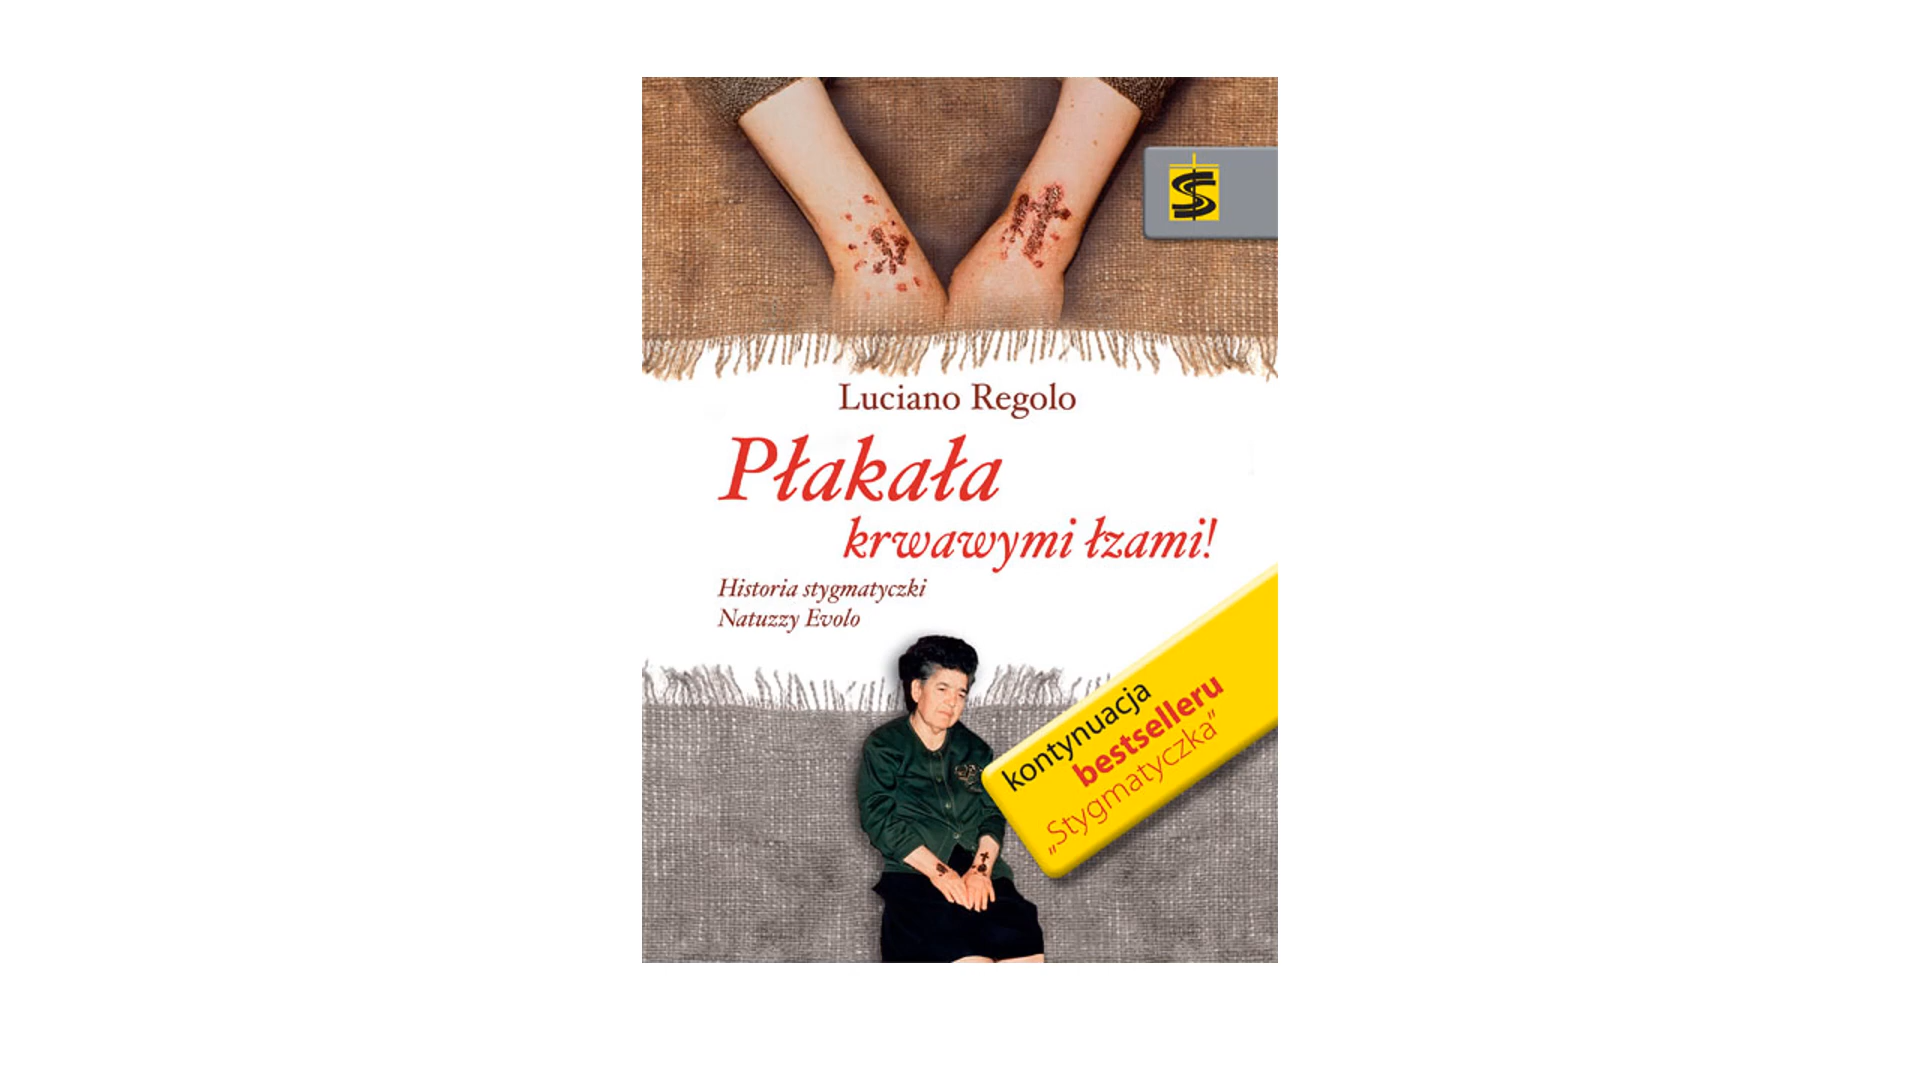 Luciano Regolo
Płakała
krwawymi łzami!
Historia stygmatyczki
Natuzzy Evolo
kontynuacja
bestselleru
„Stygmatyczka”